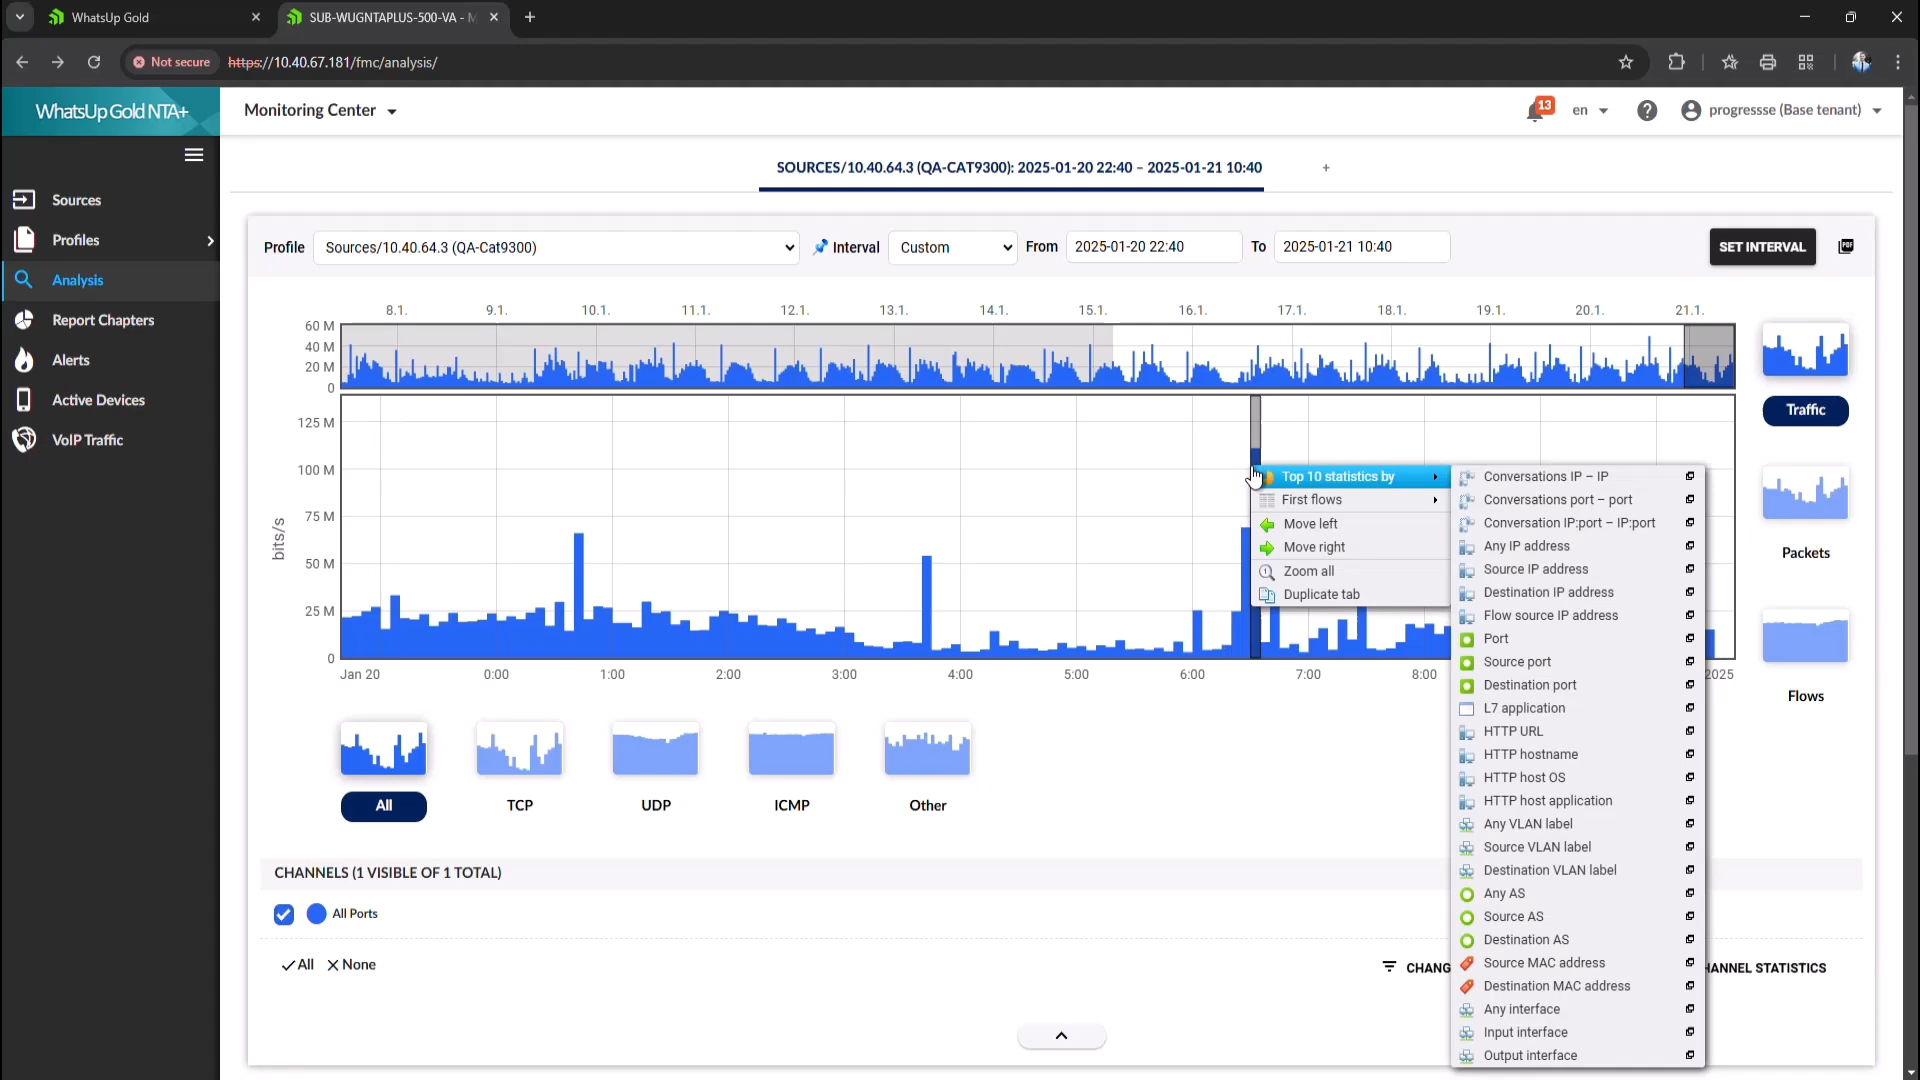 WhatsUp Gold
SUB-WUGNTAPLUS-500-VA - M
Not secure
https://10.40.67.181/fmc/analysis/
WhatsUp Gold NTA+
Monitoring Center
13
en
progressse (Base tenant)
SOURCES/10.40.64.3 (QA-CAT9300): 2025-01-20 22:40 – 2025-01-21 10:40
+
Sources
Profiles
Analysis
Report Chapters
Alerts
Active Devices
VoIP Traffic
Profile
Sources/10.40.64.3 (QA-Cat9300)
Interval
Custom
From
2025-01-20 22:40
To
2025-01-21 10:40
SET INTERVAL
PDF
8.1. 9.1. 10.1. 11.1. 12.1. 13.1. 14.1. 15.1. 16.1. 17.1. 18.1. 19.1. 20.1. 21.1.
60 M
40 M
20 M
0
125 M
100 M
75 M
50 M
25 M
0
bits/s
Jan 20 0:00 1:00 2:00 3:00 4:00 5:00 6:00 7:00 8:00 2025
Traffic
Packets
Flows
Top 10 statistics by
First flows
Move left
Move right
Zoom all
Duplicate tab
Conversations IP – IP
Conversations port – port
Conversation IP:port – IP:port
Any IP address
Source IP address
Destination IP address
Flow source IP address
Port
Source port
Destination port
L7 application
HTTP URL
HTTP hostname
HTTP host OS
HTTP host application
Any VLAN label
Source VLAN label
Destination VLAN label
Any AS
Source AS
Destination AS
Source MAC address
Destination MAC address
Any interface
Input interface
Output interface
All
TCP
UDP
ICMP
Other
CHANNELS (1 VISIBLE OF 1 TOTAL)
All Ports
All
None
CHANG
HANNEL STATISTICS